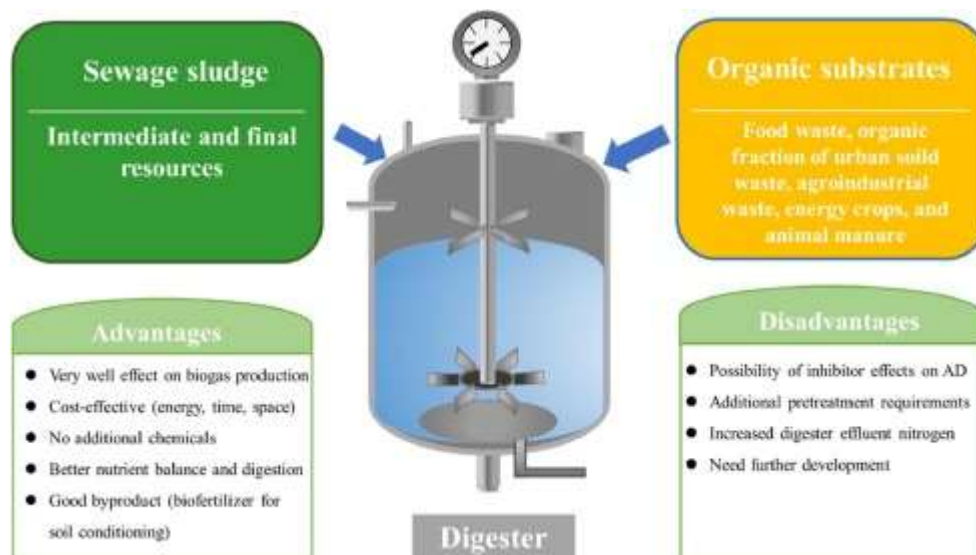 Sewage sludge
Intermediate and final
resources
Organic substrates
Food waste, organic
fraction of urban soild
waste, agroindustrial
waste, energy crops, and
animal manure
Advantages
Very well effect on biogas production
Cost-effective (energy, time, space)
No additional chemicals
Better nutrient balance and digestion
Good byproduct (biofertilizer for
soil conditioning)
Digester
Disadvantages
Possibility of inhibitor effects on AD
Additional pretreatment requirements
Increased digester effluent nitrogen
Need further development